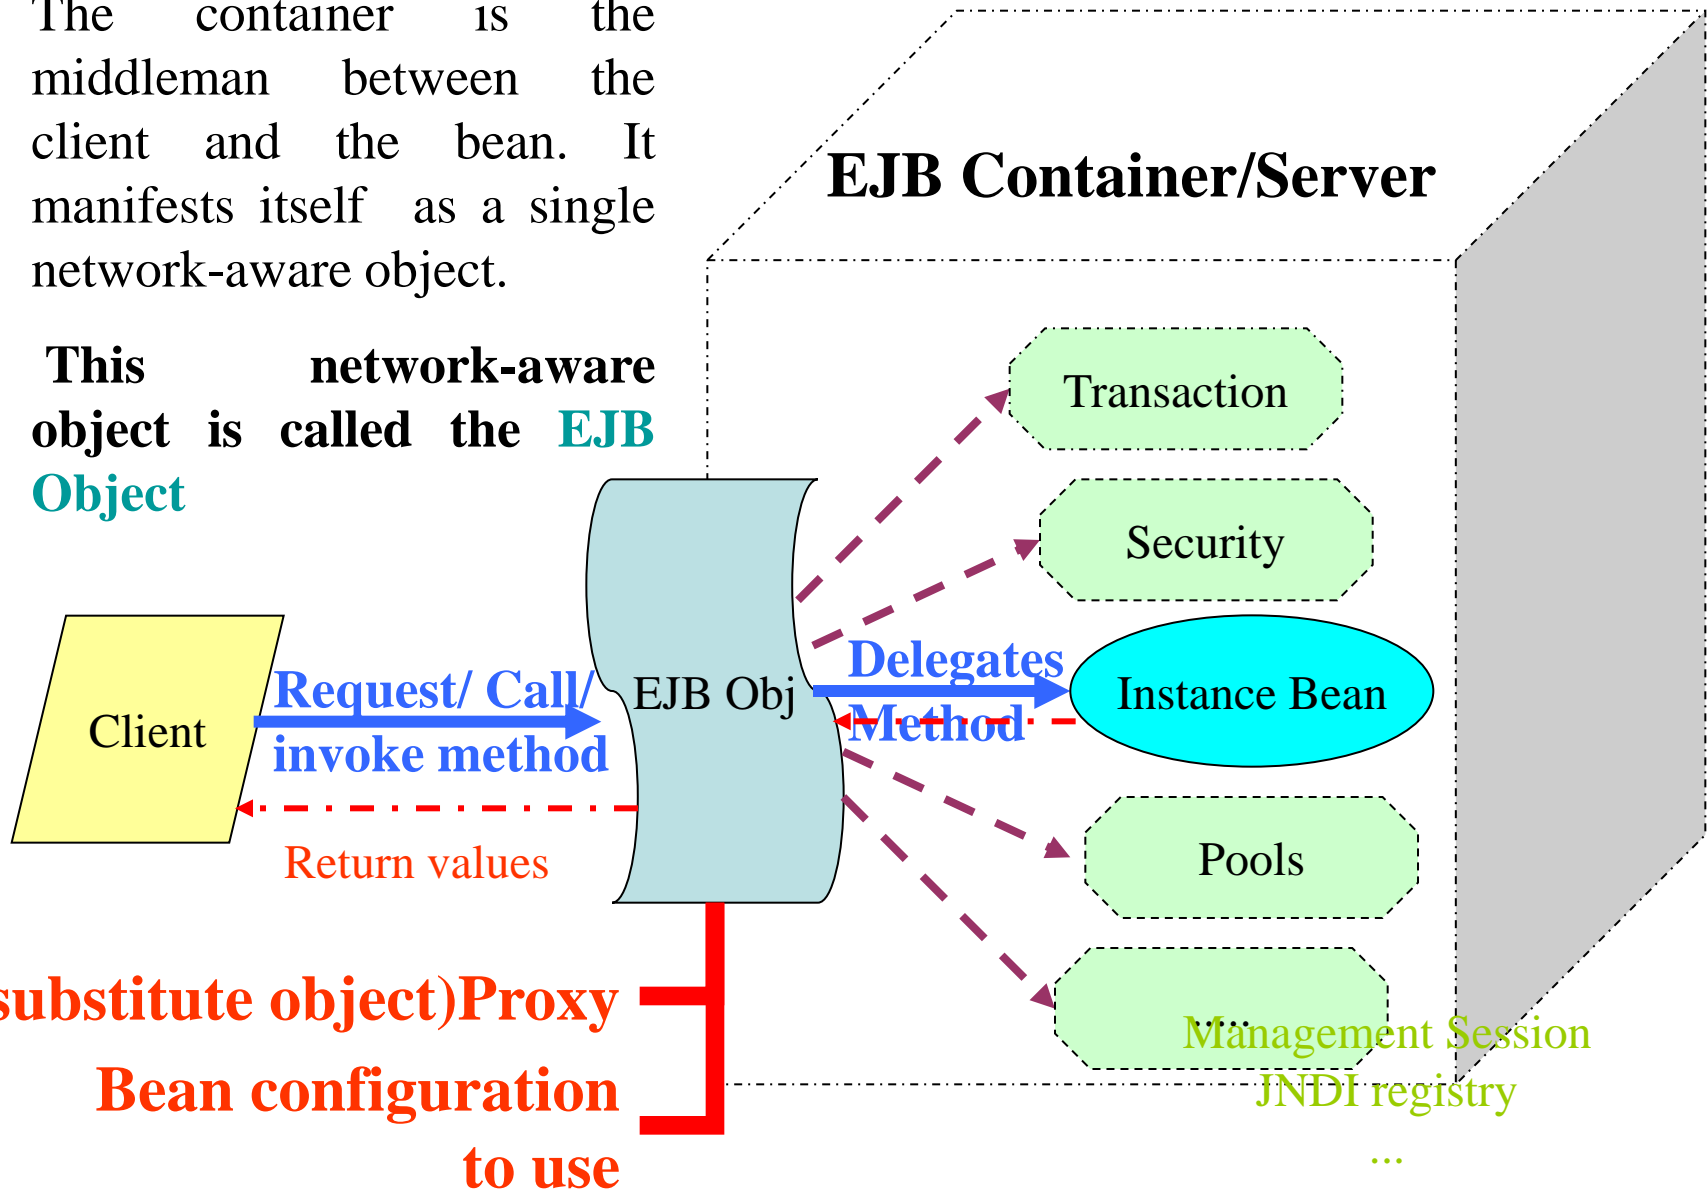 The container is the
middleman between the
client and the bean. It
manifests itself as a single
network-aware object.
This network-aware
object is called the EJB
Object
EJB Container/Server
Transaction
Security
Client
Request/ Call/
invoke method
EJB Obj
Delegates
Method
Instance Bean
Return values
Pools
substitute object)Proxy
Bean configuration
to use
.....
Management Session
JNDI registry
...